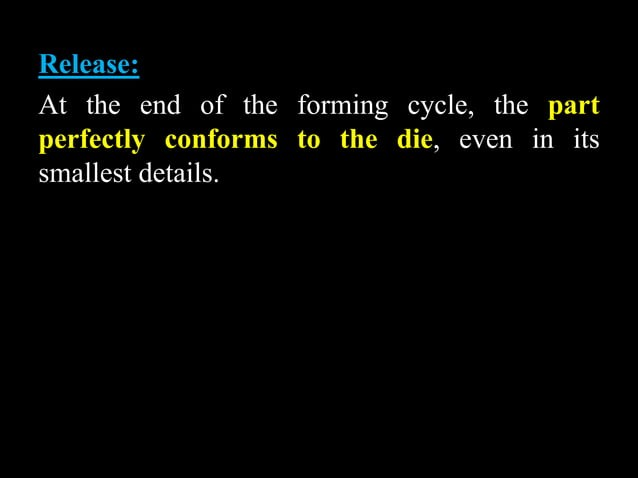 Release:
At the end of the forming cycle, the part
perfectly conforms to the die, even in its
smallest details.